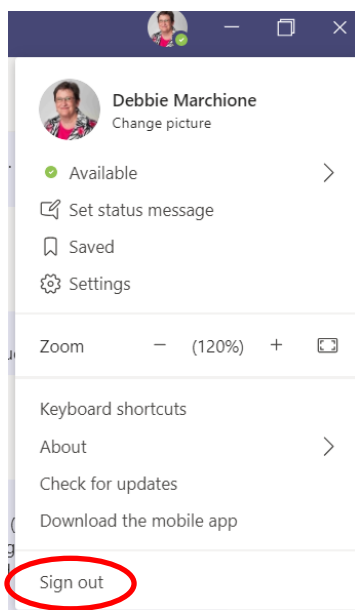 Debbie Marchione
Change picture
Available
Set status message
Saved
Settings
Zoom − (120%) +
Keyboard shortcuts
About
Check for updates
Download the mobile app
Sign out